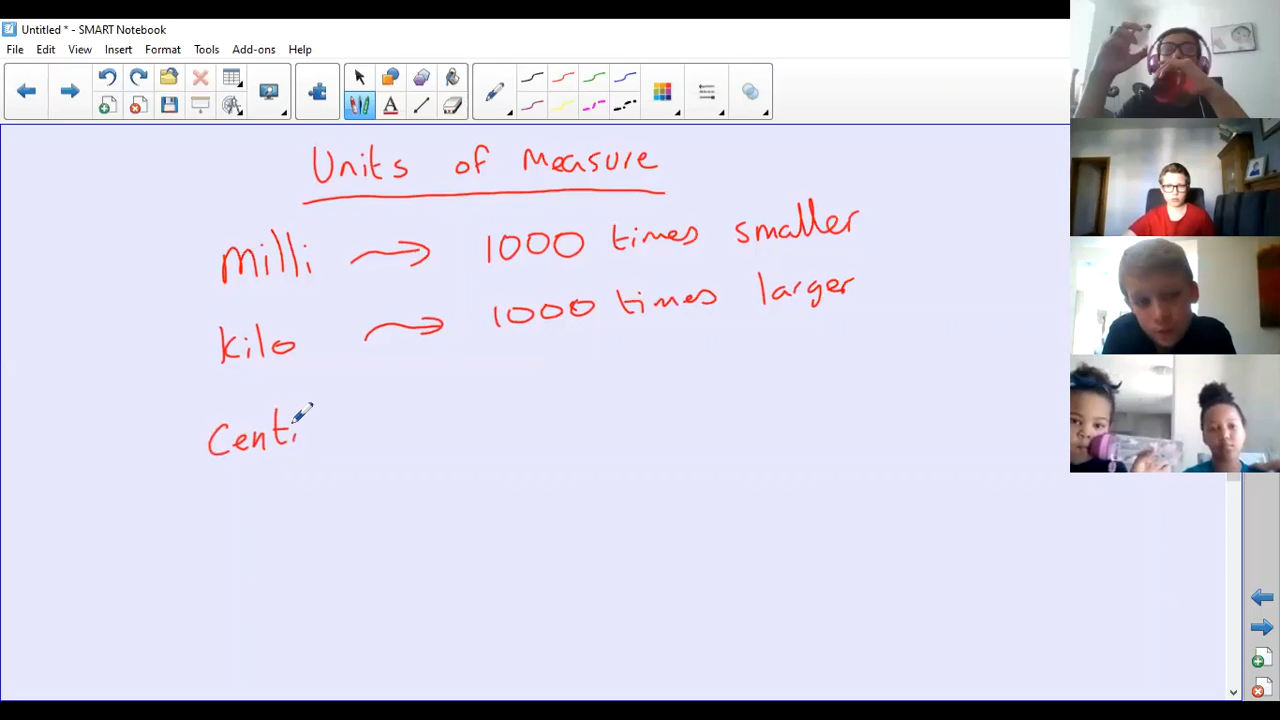 Untitled * - SMART Notebook
File Edit View Insert Format Tools Add-ons Help
Units of Measure
Milli → 1000 times smaller
kilo → 1000 times larger
Centi